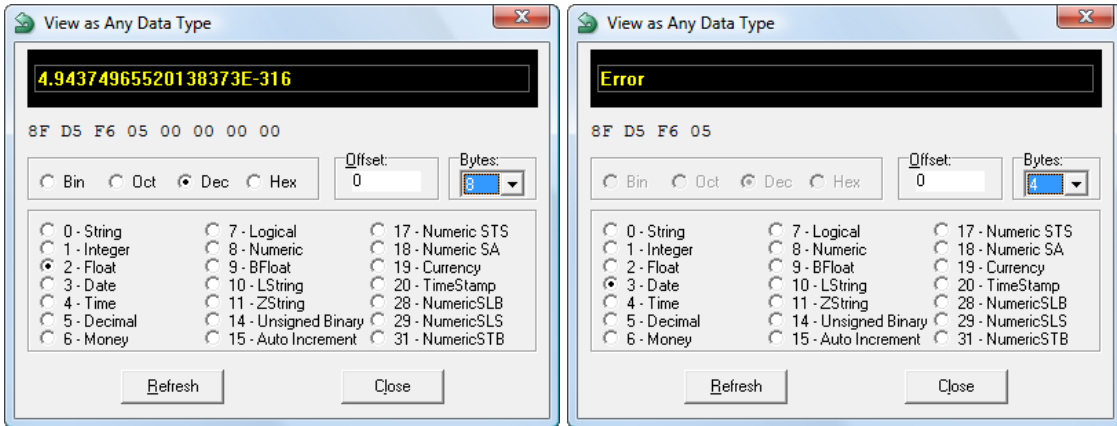 View as Any Data Type
4.94374965520138373E-316
8F D5 F6 05 00 00 00 00
Bin Oct Dec Hex
Offset:
0
Bytes:
8
0 - String 7 - Logical 17 - Numeric STS
1 - Integer 8 - Numeric 18 - Numeric SA
2 - Float 9 - BFloat 19 - Currency
3 - Date 10 - LString 20 - TimeStamp
4 - Time 11 - ZString 28 - NumericSLB
5 - Decimal 14 - Unsigned Binary 29 - NumericSLS
6 - Money 15 - Auto Increment 31 - NumericSTB
Refresh Close
View as Any Data Type
Error
8F D5 F6 05
Bin Oct Dec Hex
Offset:
0
Bytes:
4
0 - String 7 - Logical 17 - Numeric STS
1 - Integer 8 - Numeric 18 - Numeric SA
2 - Float 9 - BFloat 19 - Currency
3 - Date 10 - LString 20 - TimeStamp
4 - Time 11 - ZString 28 - NumericSLB
5 - Decimal 14 - Unsigned Binary 29 - NumericSLS
6 - Money 15 - Auto Increment 31 - NumericSTB
Refresh Close